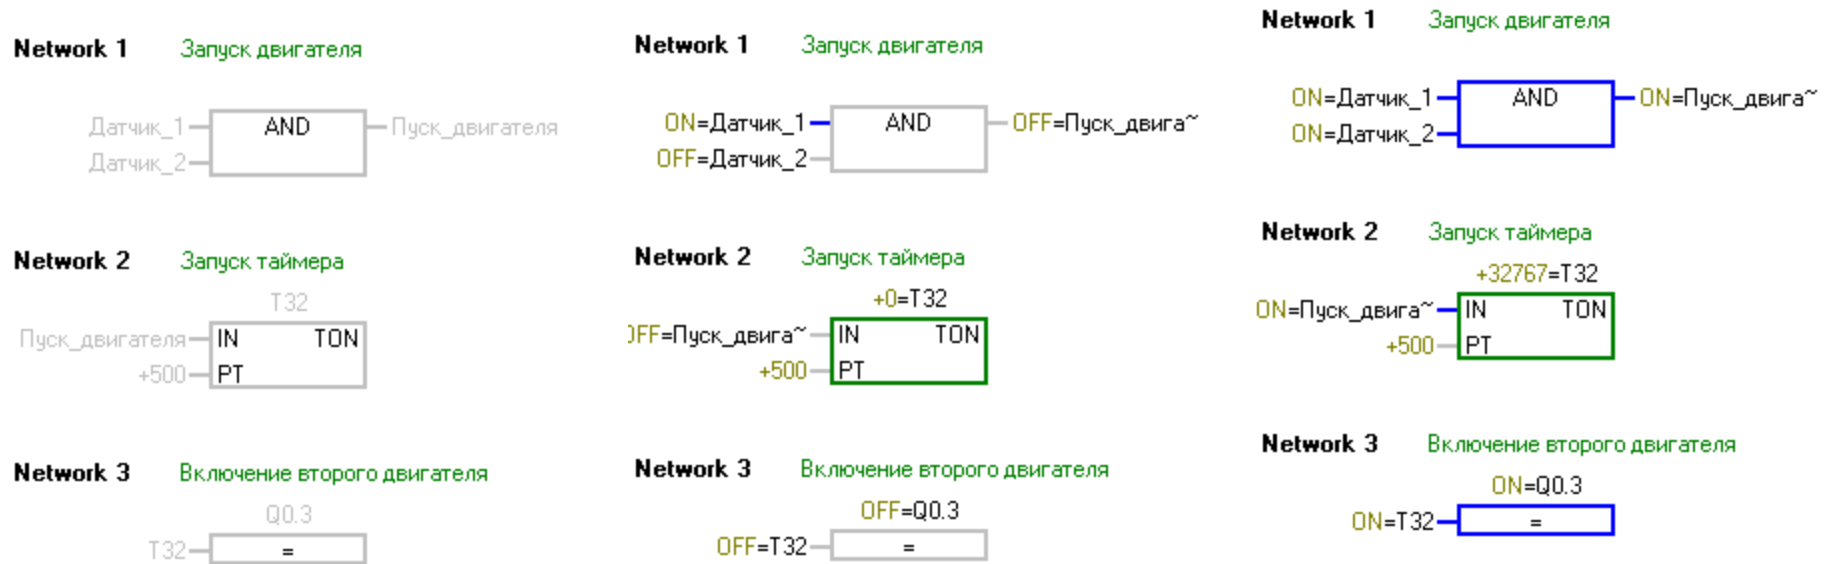 Network 1 Запуск двигателя
Датчик_1 AND Пуск_двигателя
Датчик_2
Network 2 Запуск таймера
T32
Пуск_двигателя IN TON
+500 PT
Network 3 Включение второго двигателя
Q0.3
T32 =
Network 1 Запуск двигателя
ON=Датчик_1 AND OFF=Пуск_двига~
OFF=Датчик_2
Network 2 Запуск таймера
+0=T32
OFF=Пуск_двига~ IN TON
+500 PT
Network 3 Включение второго двигателя
OFF=Q0.3
OFF=T32 =
Network 1 Запуск двигателя
ON=Датчик_1 AND ON=Пуск_двига~
ON=Датчик_2
Network 2 Запуск таймера
+32767=T32
ON=Пуск_двига~ IN TON
+500 PT
Network 3 Включение второго двигателя
ON=Q0.3
ON=T32 =